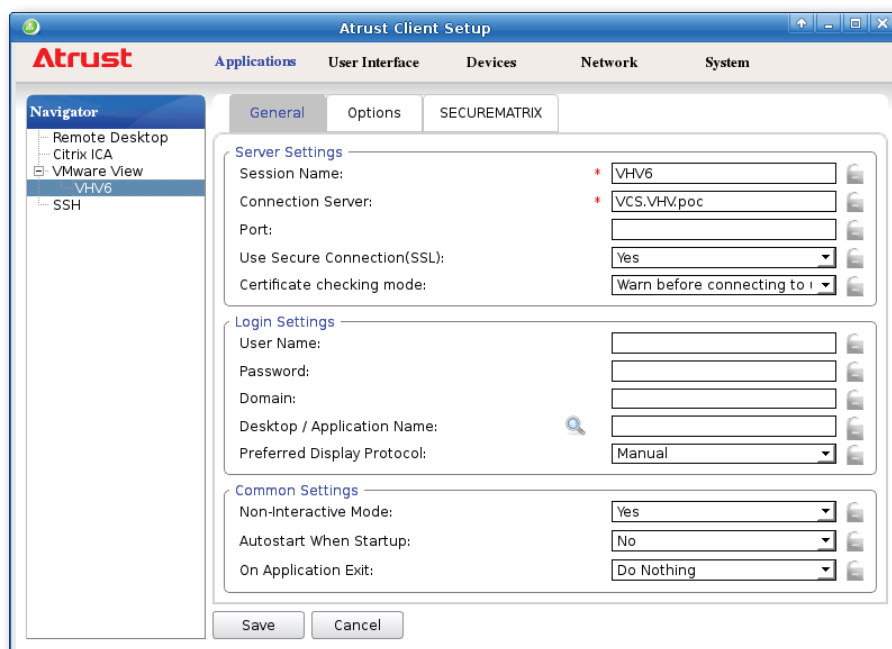 Atrust Client Setup
Atrust
Applications User Interface Devices Network System
Navigator
Remote Desktop
Citrix ICA
VMware View
VHV6
SSH
General Options SECUREMATRIX
Server Settings
Session Name: * VHV6
Connection Server: * VCS.VHV.poc
Port:
Use Secure Connection(SSL): Yes
Certificate checking mode: Warn before connecting to
Login Settings
User Name:
Password:
Domain:
Desktop / Application Name:
Preferred Display Protocol: Manual
Common Settings
Non-Interactive Mode: Yes
Autostart When Startup: No
On Application Exit: Do Nothing
Save Cancel